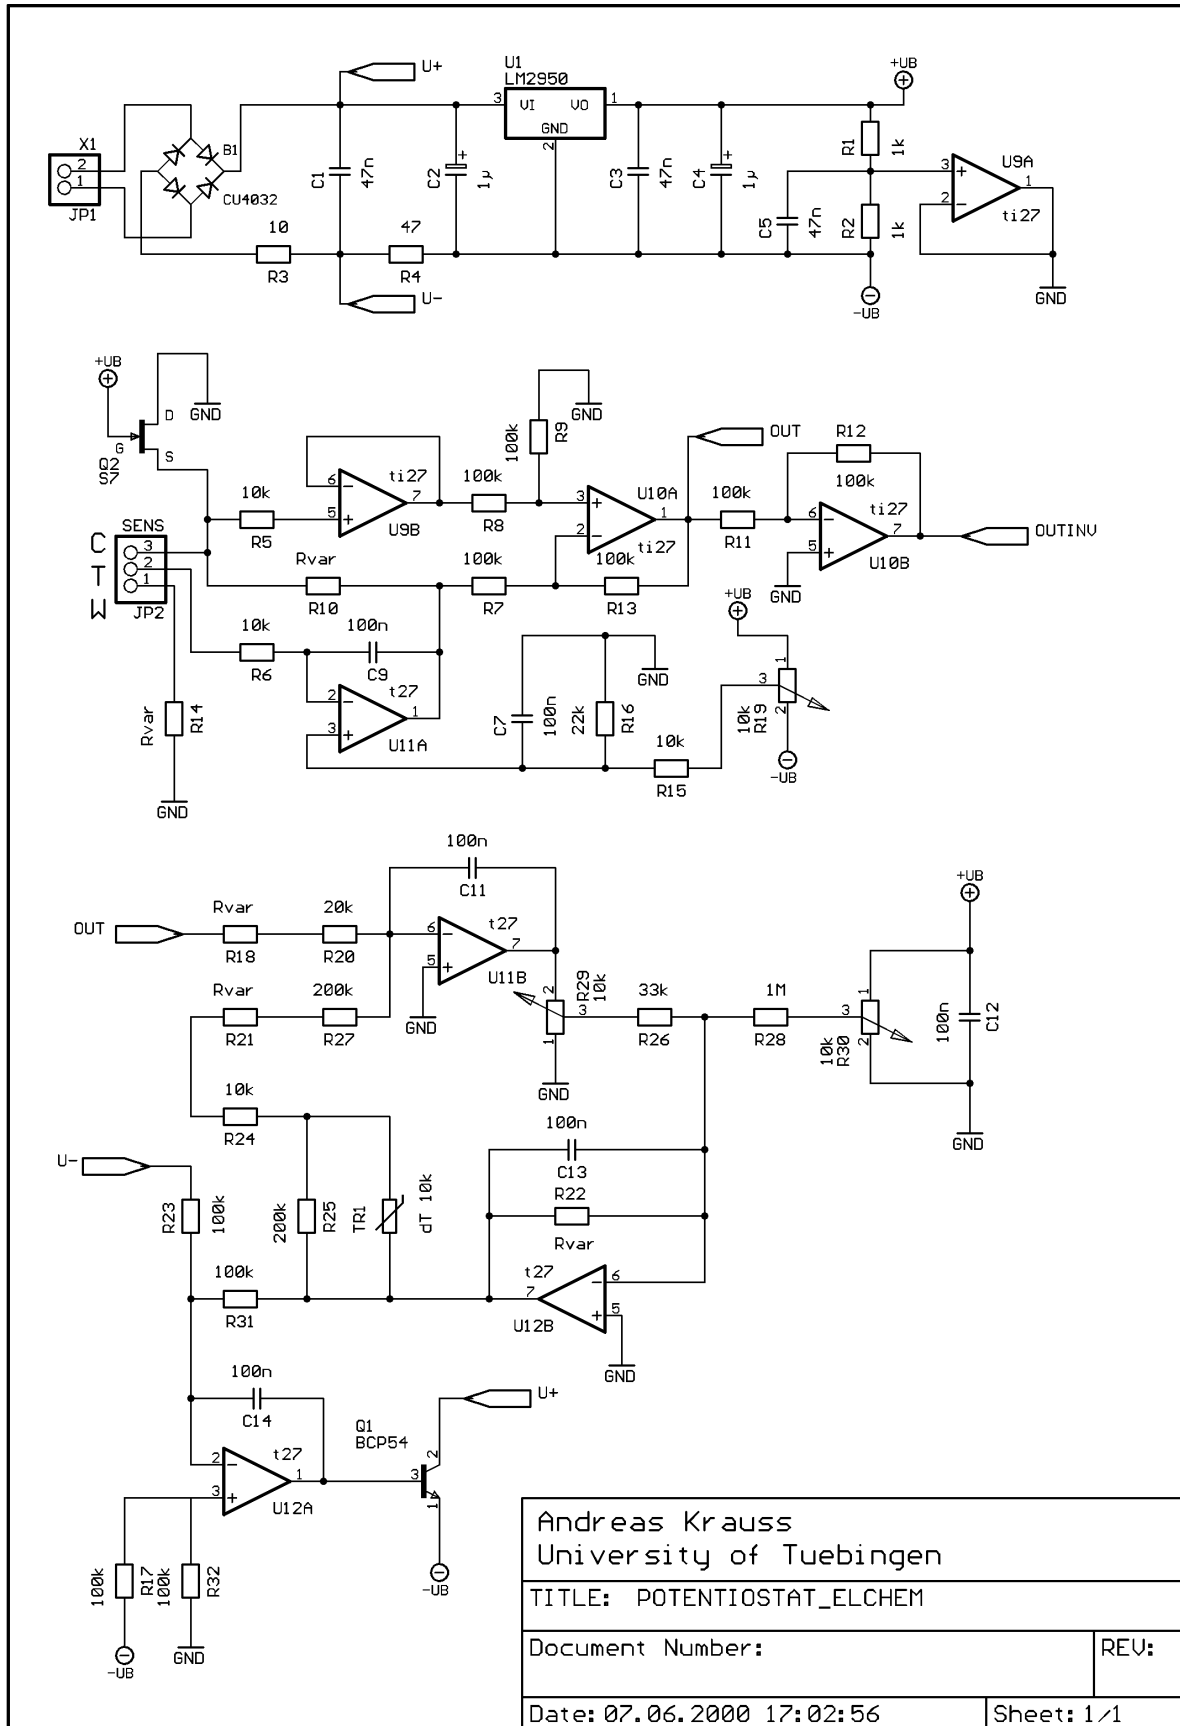 U1
LM2950
U+
+UB
3 VI VO 1
GND
2
X1
2
1
JP1
B1
CU4032
C1
47n
C2
+
1µ
C3
47n
C4
+
1µ
R1
1k
U9A
3 + 1
2 -
ti27
C5
47n
R2
1k
10
R3
47
R4
U-
-UB
GND
+UB
D
G
S
Q2
S7
GND
GND
100k
R9
OUT
R12
100k
10k
R5
6 -
5 +
7
ti27
U9B
100k
R8
3 +
2 -
1
U10A
ti27
100k
R11
6 -
5 +
7
ti27
U10B
OUTINV
GND
SENS
C 3
T 2
W 1
JP2
Rvar
R10
100k
R7
100k
R13
10k
R6
100n
C9
2 -
3 +
1
t27
U11A
Rvar
R14
GND
GND
C7
100n
22k
R16
10k
R15
+UB
1
3
2
10k
R19
-UB
100n
C11
OUT
Rvar
R18
20k
R20
6 -
5 +
7
t27
U11B
GND
Rvar
R21
200k
R27
2
3
1
R29
10k
GND
33k
R26
1M
R28
+UB
1
3
2
10k
R30
100n
C12
GND
10k
R24
U-
R23
100k
200k
R25
TR1
dT 10k
100n
C13
R22
Rvar
100k
R31
t27
7
- 6
+ 5
U12B
GND
100n
C14
U+
Q1
BCP54
2
3
1
2 -
3 +
1
t27
U12A
100k
R17
100k
R32
-UB
-UB
GND
Andreas Krauss
University of Tuebingen
TITLE: POTENTIOSTAT_ELCHEM
Document Number:
REV:
Date: 07.06.2000 17:02:56
Sheet: 1/1